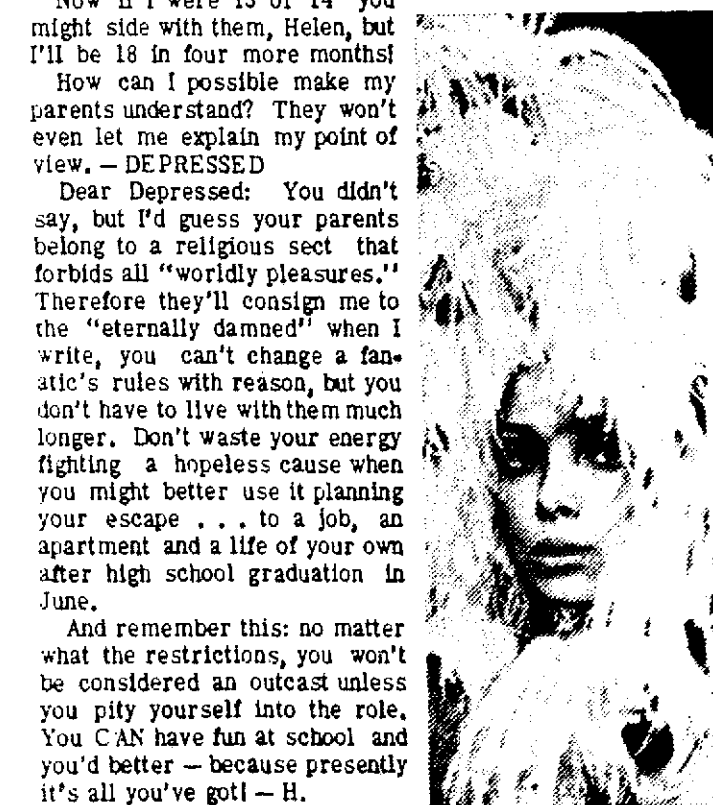 Now if I were 13 or 14 you
might side with them, Helen, but
I'll be 18 in four more months!
How can I possible make my
parents understand? They won't
even let me explain my point of
view. — DEPRESSED
Dear Depressed: You didn't
say, but I'd guess your parents
belong to a religious sect that
forbids all "worldly pleasures."
Therefore they'll consign me to
the "eternally damned" when I
write, you can't change a fan-
atic's rules with reason, but you
don't have to live with them much
longer. Don't waste your energy
fighting a hopeless cause when
you might better use it planning
your escape . . . to a job, an
apartment and a life of your own
after high school graduation in
June.
And remember this: no matter
what the restrictions, you won't
be considered an outcast unless
you pity yourself into the role.
You CAN have fun at school and
you'd better — because presently
it's all you've got! — H.